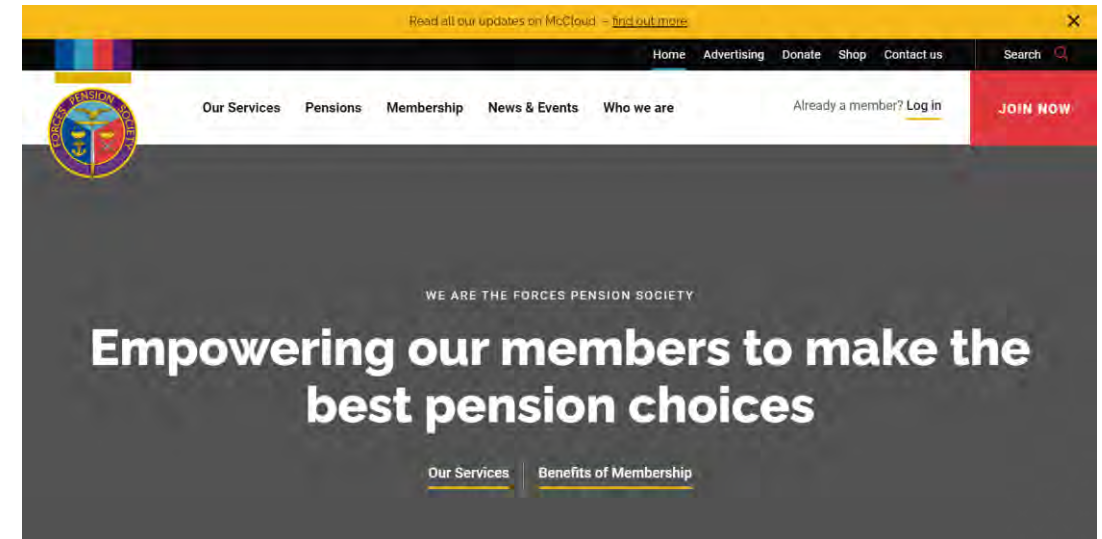 Read all our updates on McCloud – find out more
Home Advertising Donate Shop Contact us Search
FORCES PENSION SOCIETY
Our Services Pensions Membership News & Events Who we are Already a member? Log in JOIN NOW
WE ARE THE FORCES PENSION SOCIETY
Empowering our members to make the
best pension choices
Our Services Benefits of Membership